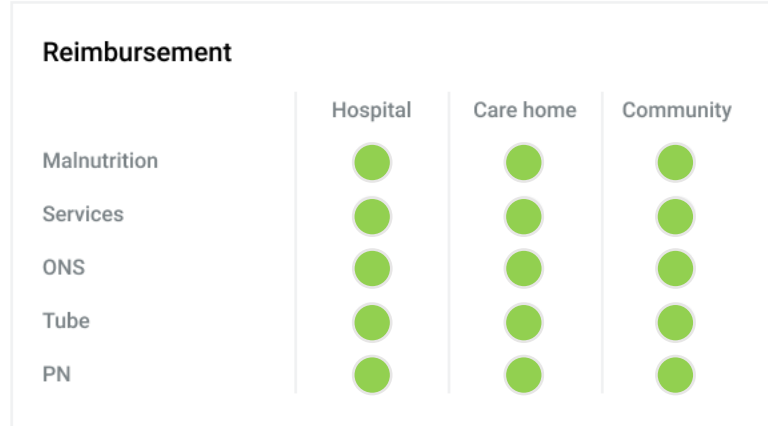 Reimbursement
Hospital Care home Community
Malnutrition
Services
ONS
Tube
PN